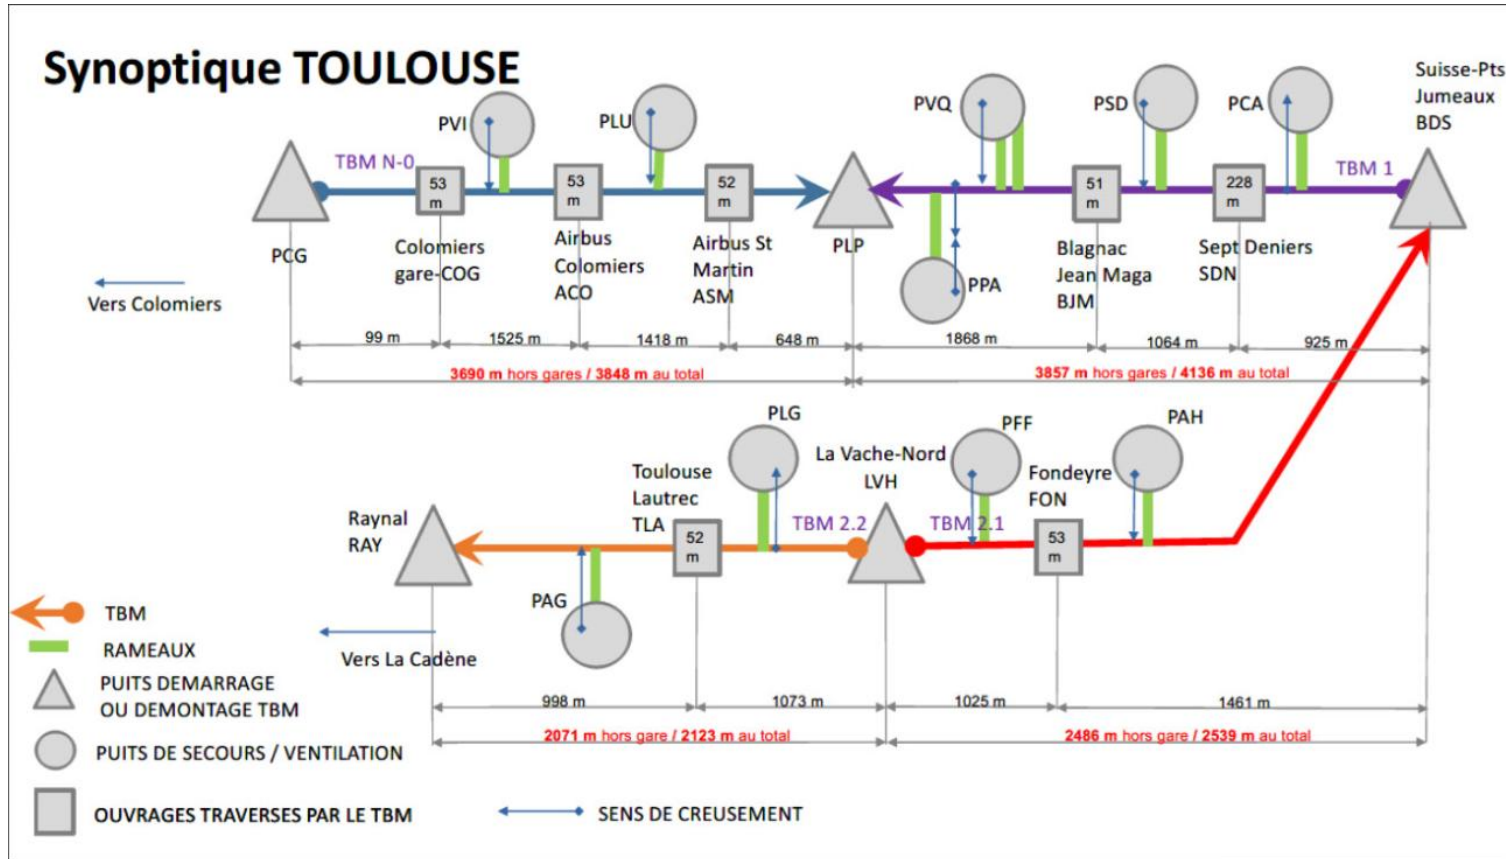 Synoptique TOULOUSE
Suisse-Pts
Jumeaux
BDS
PVI
PLU
PVQ
PSD
PCA
TBM N-0
TBM 1
53
m
53
m
52
m
51
m
228
m
PCG
Colomiers
gare-COG
Airbus
Colomiers
ACO
Airbus St
Martin
ASM
PLP
PPA
Blagnac
Jean Maga
BJM
Sept Deniers
SDN
Vers Colomiers
99 m
1525 m
1418 m
648 m
1868 m
1064 m
925 m
3690 m hors gares / 3848 m au total
3857 m hors gares / 4136 m au total
PLG
PFF
PAH
Toulouse
Lautrec
TLA
La Vache-Nord
LVH
Fondeyre
FON
Raynal
RAY
TBM 2.2
TBM 2.1
52
m
53
m
PAG
Vers La Cadène
998 m
1073 m
1025 m
1461 m
2071 m hors gare / 2123 m au total
2486 m hors gare / 2539 m au total
TBM
RAMEAUX
PUITS DEMARRAGE
OU DEMONTAGE TBM
PUITS DE SECOURS / VENTILATION
OUVRAGES TRAVERSES PAR LE TBM
SENS DE CREUSEMENT